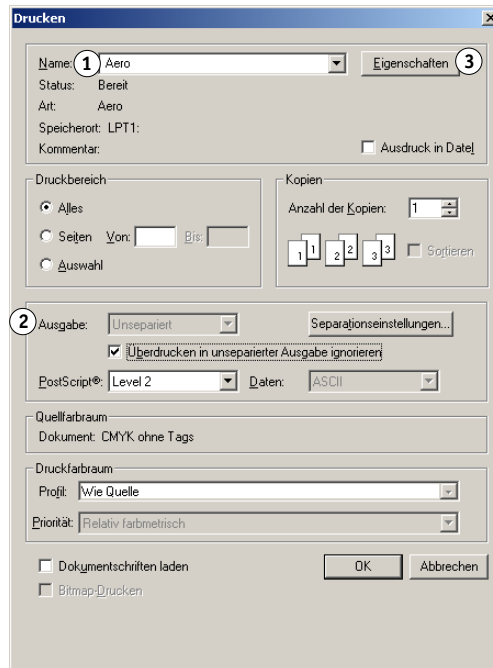 Drucken
Name: 1 Aero Eigenschaften 3
Status: Bereit
Art: Aero
Speicherort: LPT1:
Kommentar: Ausdruck in Datei
Druckbereich
Alles
Seiten Von: Bis:
Auswahl
Kopien
Anzahl der Kopien: 1
1 1 2 2 3 3 Sortieren
2 Ausgabe: Unsepariert Separationseinstellungen...
Überdrucken in unseparierter Ausgabe ignorieren
PostScript®: Level 2 Daten: ASCII
Quellfarbraum
Dokument: CMYK ohne Tags
Druckfarbraum
Profil: Wie Quelle
Priorität: Relativ farbmetrisch
Dokumentschriften laden OK Abbrechen
Bitmap-Drucken